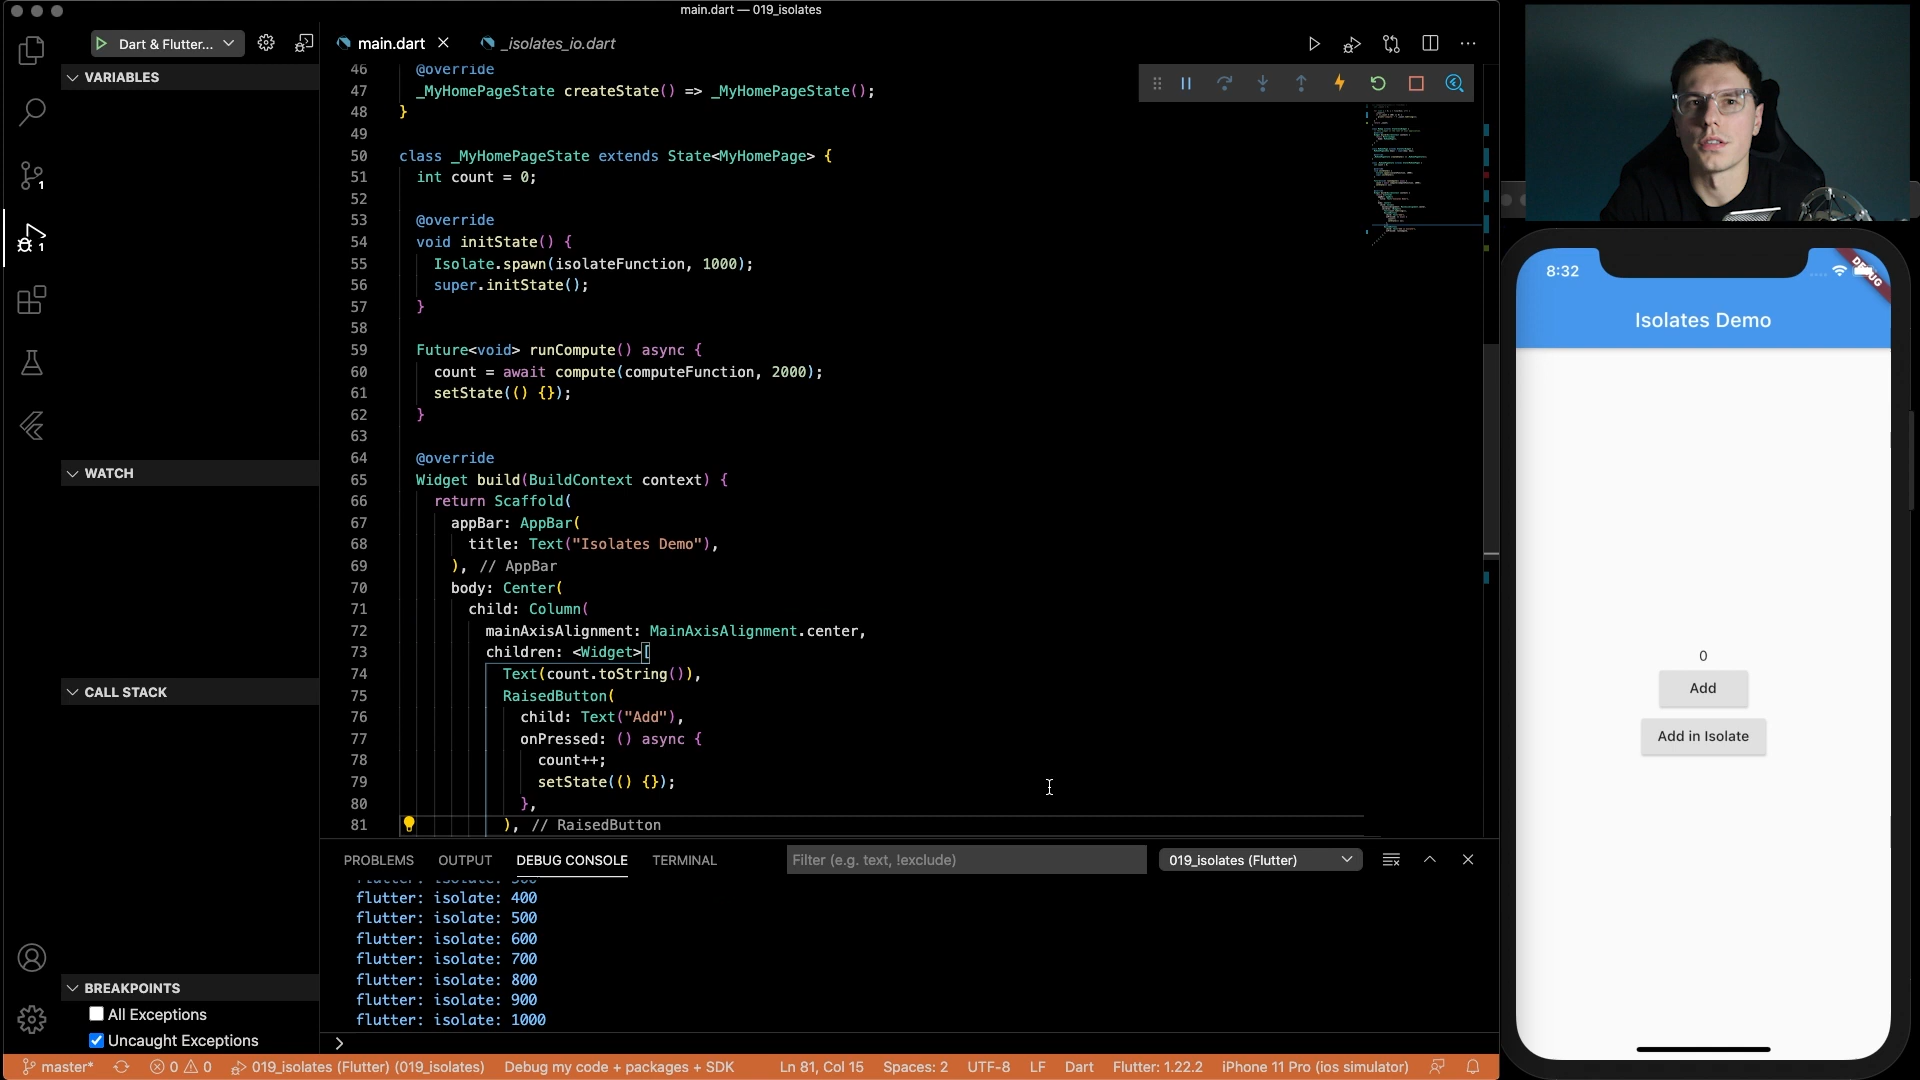 main.dart — 019_isolates
Dart & Flutter...
main.dart
_isolates_io.dart
VARIABLES
WATCH
CALL STACK
BREAKPOINTS
All Exceptions
Uncaught Exceptions
46 @override
47 _MyHomePageState createState() => _MyHomePageState();
48 }
49
50 class _MyHomePageState extends State<MyHomePage> {
51 int count = 0;
52
53 @override
54 void initState() {
55 Isolate.spawn(isolateFunction, 1000);
56 super.initState();
57 }
58
59 Future<void> runCompute() async {
60 count = await compute(computeFunction, 2000);
61 setState(() {});
62 }
63
64 @override
65 Widget build(BuildContext context) {
66 return Scaffold(
67 appBar: AppBar(
68 title: Text("Isolates Demo"),
69 ), // AppBar
70 body: Center(
71 child: Column(
72 mainAxisAlignment: MainAxisAlignment.center,
73 children: <Widget>[
74 Text(count.toString()),
75 RaisedButton(
76 child: Text("Add"),
77 onPressed: () async {
78 count++;
79 setState(() {});
80 },
81 ), // RaisedButton
PROBLEMS OUTPUT DEBUG CONSOLE TERMINAL
Filter (e.g. text, !exclude)
019_isolates (Flutter)
flutter: isolate: 300
flutter: isolate: 400
flutter: isolate: 500
flutter: isolate: 600
flutter: isolate: 700
flutter: isolate: 800
flutter: isolate: 900
flutter: isolate: 1000
master* 0 0 019_isolates (Flutter) (019_isolates) Debug my code + packages + SDK Ln 81, Col 15 Spaces: 2 UTF-8 LF Dart Flutter: 1.22.2 iPhone 11 Pro (ios simulator)
1
1
8:32
DEBUG
Isolates Demo
0
Add
Add in Isolate